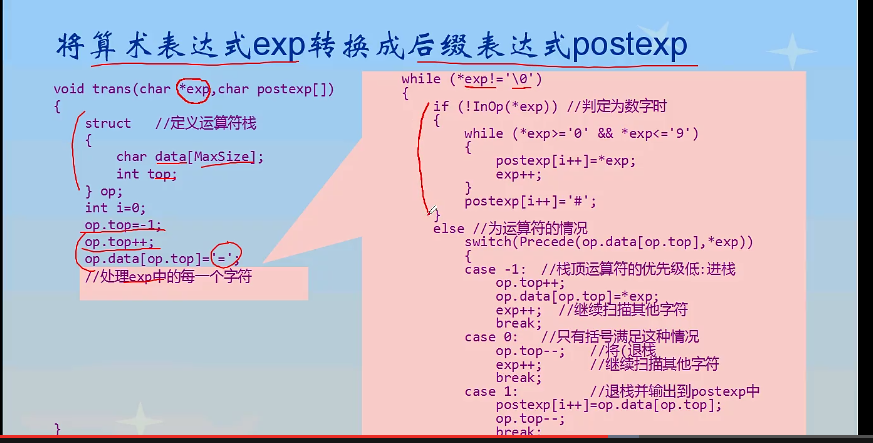 将算术表达式exp转换成后缀表达式postexp
void trans(char *exp,char postexp[])
{
struct //定义运算符栈
{
char data[MaxSize];
int top;
} op;
int i=0;
op.top=-1;
op.top++;
op.data[op.top]='=';
//处理exp中的每一个字符
}
while (*exp!='\0')
{
if (!InOp(*exp)) //判定为数字时
{
while (*exp>='0' && *exp<='9')
{
postexp[i++]=*exp;
exp++;
}
postexp[i++]='#';
}
else //为运算符的情况
switch(Precede(op.data[op.top],*exp))
{
case -1: //栈顶运算符的优先级低:进栈
op.top++;
op.data[op.top]=*exp;
exp++; //继续扫描其他字符
break;
case 0: //只有括号满足这种情况
op.top--; //将(退栈
exp++; //继续扫描其他字符
break;
case 1: //退栈并输出到postexp中
postexp[i++]=op.data[op.top];
op.top--;
break;